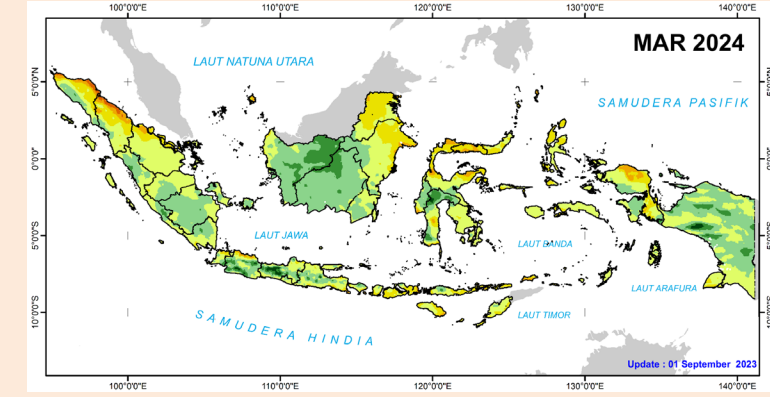 100°0'0"E 110°0'0"E 120°0'0"E 130°0'0"E 140°0'0"E
MAR 2024
LAUT NATUNA UTARA
5°0'0"N
SAMUDERA PASIFIK
0°0'0"
LAUT JAWA
5°0'0"S
LAUT BANDA
LAUT ARAFURA
10°0'0"S
SAMUDERA HINDIA
LAUT TIMOR
Update : 01 September 2023
100°0'0"E 110°0'0"E 120°0'0"E 130°0'0"E 140°0'0"E